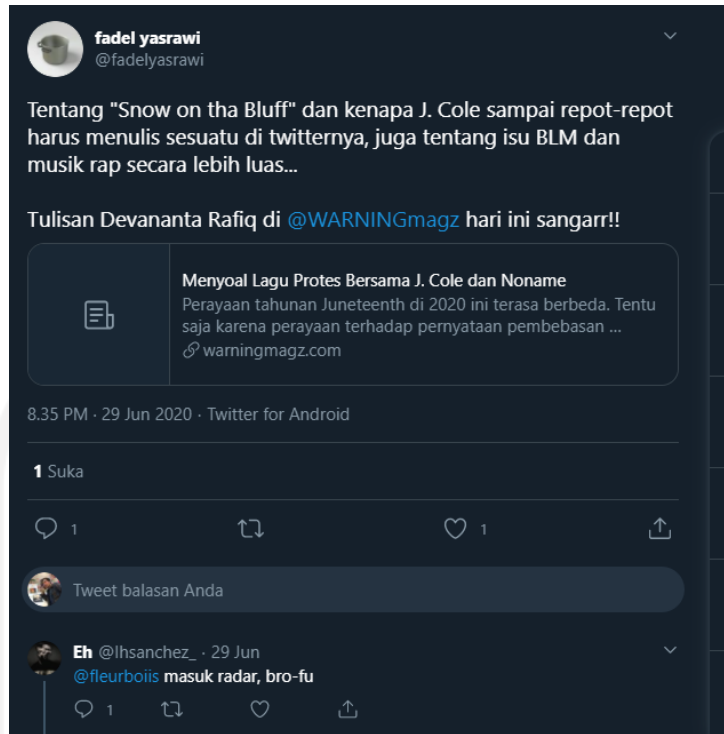 fadel yasrawi
@fadelyasrawi
Tentang "Snow on tha Bluff" dan kenapa J. Cole sampai repot-repot
harus menulis sesuatu di twitternya, juga tentang isu BLM dan
musik rap secara lebih luas...
Tulisan Devananta Rafiq di @WARNINGmagz hari ini sangarr!!
Menyoal Lagu Protes Bersama J. Cole dan Noname
Perayaan tahunan Juneteenth di 2020 ini terasa berbeda. Tentu
saja karena perayaan terhadap pernyataan pembebasan ...
warningmagz.com
8.35 PM · 29 Jun 2020 · Twitter for Android
1 Suka
1 1
Tweet balasan Anda
Eh @lhsanchez_ · 29 Jun
@fleurboiis masuk radar, bro-fu
1